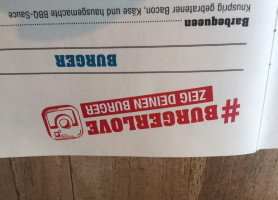 #BURGERLOVE
ZEIG DEINEN BURGER
BURGER
Barbequeen
Knusprig gebratener Bacon, Käse und hausgemachte BBQ-Sauce